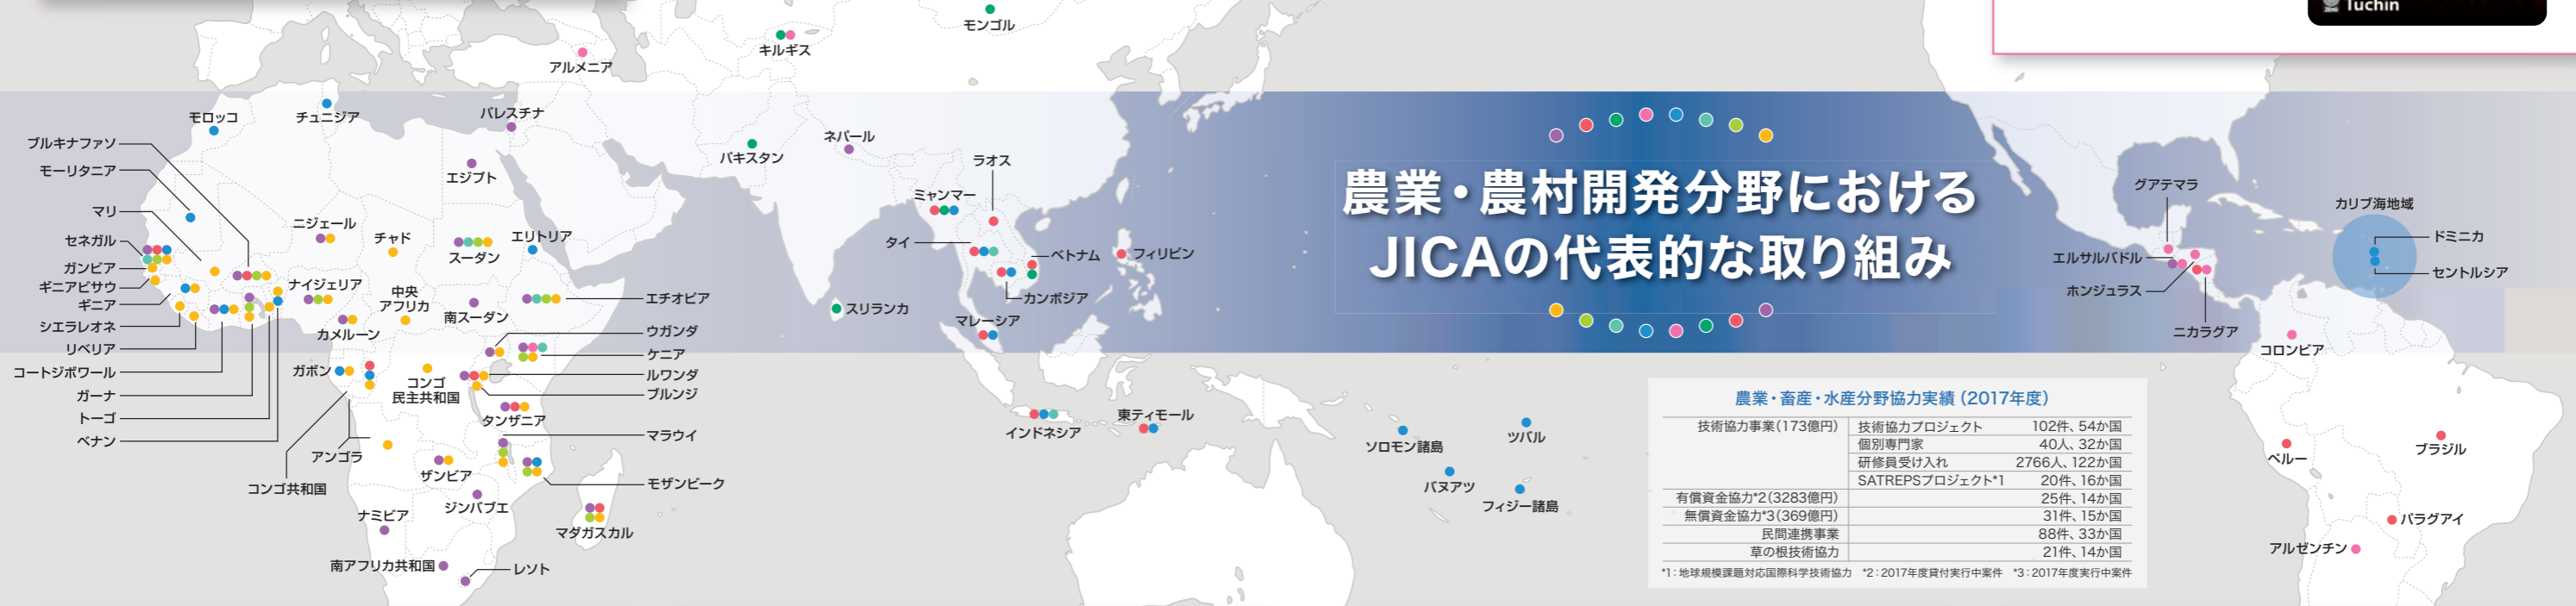 Tuchin
モンゴル
キルギス
アルメニア
モロッコ
チュニジア
パレスチナ
ネパール
パキスタン
ブルキナファソ
モーリタニア
マリ
セネガル
ガンビア
ギニアビサウ
ギニア
シエラレオネ
リベリア
コートジボワール
ガーナ
トーゴ
ベナン
エジプト
ニジェール
チャド
スーダン
エリトリア
ナイジェリア
中央
アフリカ
南スーダン
カメルーン
エチオピア
ウガンダ
ケニア
ルワンダ
ブルンジ
ガボン
コンゴ
民主共和国
タンザニア
マラウイ
アンゴラ
ザンビア
コンゴ共和国
モザンビーク
ジンバブエ
ナミビア
マダガスカル
南アフリカ共和国
レソト
ラオス
ミャンマー
タイ
ベトナム
フィリピン
カンボジア
スリランカ
マレーシア
インドネシア
東ティモール
農業・農村開発分野における
JICAの代表的な取り組み
ソロモン諸島
ツバル
バヌアツ
フィジー諸島
農業・畜産・水産分野協力実績（2017年度）
技術協力事業（173億円） 技術協力プロジェクト 102件、54か国
個別専門家 40人、32か国
研修員受け入れ 2766人、122か国
SATREPSプロジェクト*1 20件、16か国
有償資金協力*2（3283億円） 25件、14か国
無償資金協力*3（369億円） 31件、15か国
民間連携事業 88件、33か国
草の根技術協力 21件、14か国
*1：地球規模課題対応国際科学技術協力　*2：2017年度貸付実行中案件　*3：2017年度実行中案件
グアテマラ
カリブ海地域
ドミニカ
セントルシア
エルサルバドル
ホンジュラス
ニカラグア
コロンビア
ペルー
ブラジル
パラグアイ
アルゼンチン